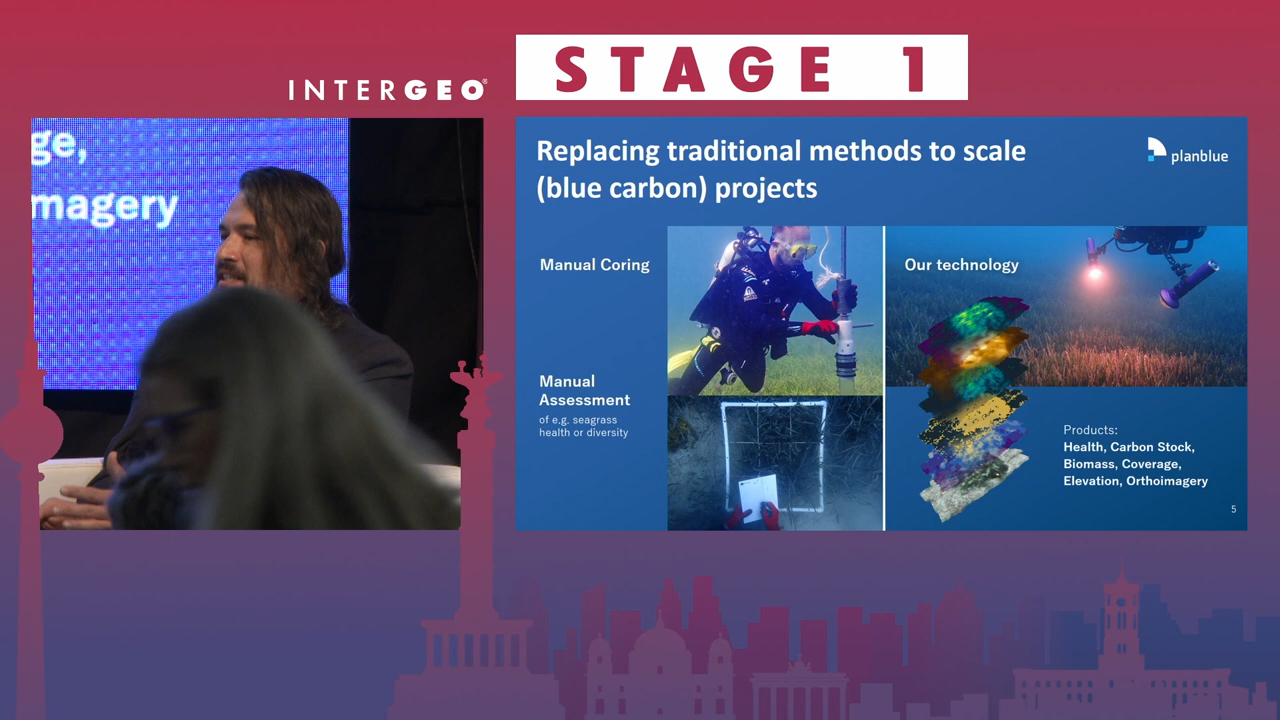 INTERGEO®
STAGE 1
ge,
magery
Replacing traditional methods to scale
(blue carbon) projects
planblue
Manual Coring
Manual
Assessment
of e.g. seagrass
health or diversity
Our technology
Products:
Health, Carbon Stock,
Biomass, Coverage,
Elevation, Orthoimagery
5